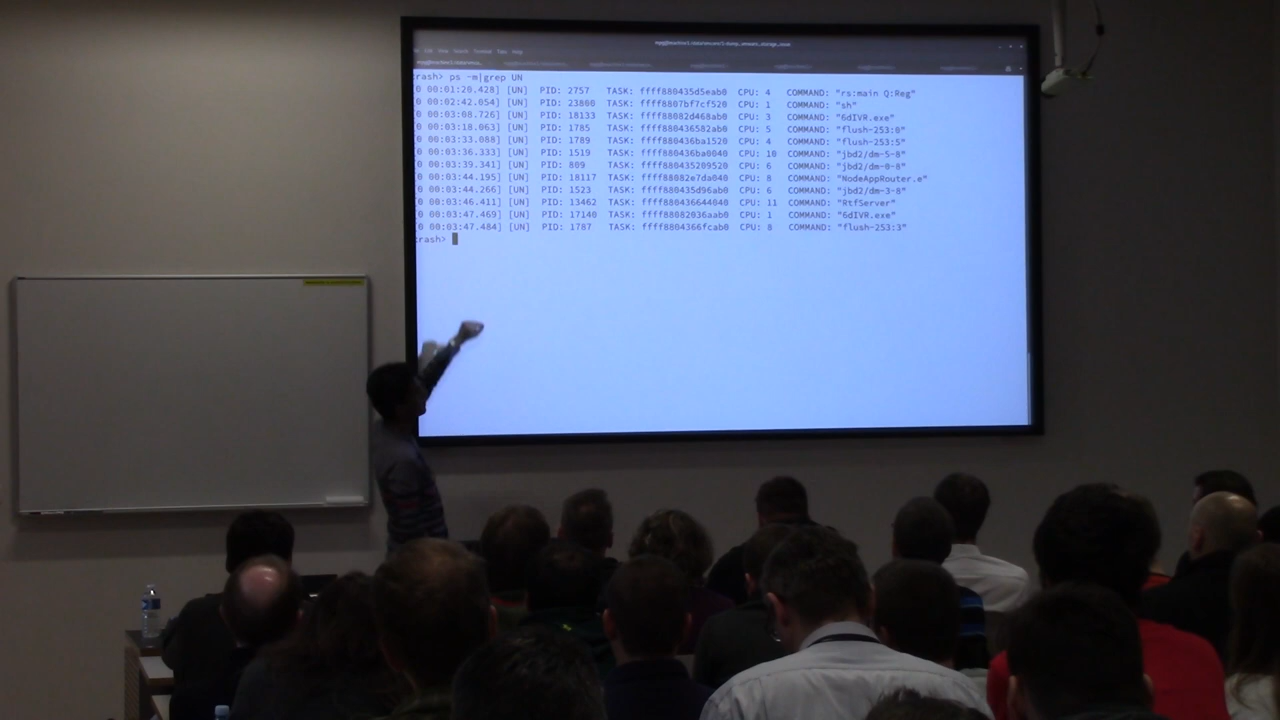 Edit View Search Terminal Tabs Help
crash> ps -m|grep UN
[0 00:01:20.428] [UN] PID: 2757 TASK: ffff880435d5eab0 CPU: 4 COMMAND: "rs:main Q:Reg"
[0 00:02:42.054] [UN] PID: 23800 TASK: ffff8807bf7cf520 CPU: 1 COMMAND: "sh"
[0 00:03:08.726] [UN] PID: 18133 TASK: ffff88082d468ab0 CPU: 3 COMMAND: "6dIVR.exe"
[0 00:03:18.063] [UN] PID: 1785 TASK: ffff880436582ab0 CPU: 5 COMMAND: "flush-253:0"
[0 00:03:33.088] [UN] PID: 1789 TASK: ffff880436ba1520 CPU: 4 COMMAND: "flush-253:5"
[0 00:03:36.333] [UN] PID: 1519 TASK: ffff880436ba0040 CPU: 10 COMMAND: "jbd2/dm-5-8"
[0 00:03:39.341] [UN] PID: 809 TASK: ffff880435209520 CPU: 6 COMMAND: "jbd2/dm-0-8"
[0 00:03:44.195] [UN] PID: 18117 TASK: ffff88082e7da040 CPU: 8 COMMAND: "NodeAppRouter.e"
[0 00:03:44.266] [UN] PID: 1523 TASK: ffff880435d96ab0 CPU: 6 COMMAND: "jbd2/dm-3-8"
[0 00:03:46.411] [UN] PID: 13462 TASK: ffff880436644040 CPU: 11 COMMAND: "RtfServer"
[0 00:03:47.469] [UN] PID: 17140 TASK: ffff88082036aab0 CPU: 1 COMMAND: "6dIVR.exe"
[0 00:03:47.484] [UN] PID: 1787 TASK: ffff8804366fcab0 CPU: 8 COMMAND: "flush-253:3"
crash>